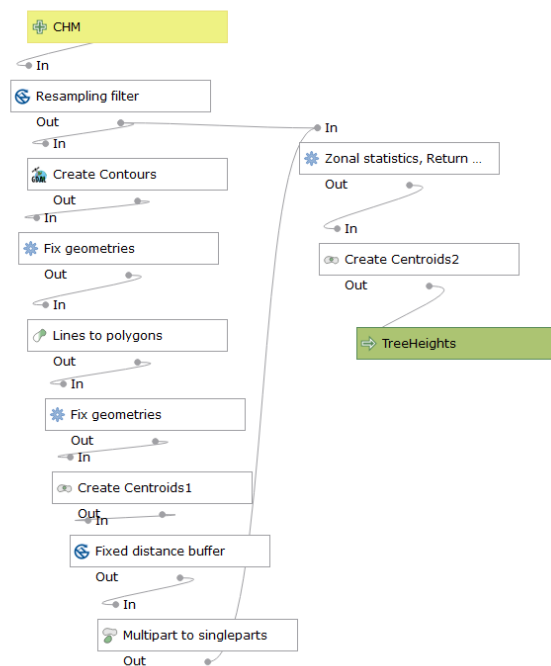 CHM
In
Resampling filter
Out
In
Create Contours
Out
In
Fix geometries
Out
In
Lines to polygons
Out
In
Fix geometries
Out
In
Create Centroids1
Out
In
Fixed distance buffer
Out
In
Multipart to singleparts
Out
In
Zonal statistics, Return ...
Out
In
Create Centroids2
Out
TreeHeights